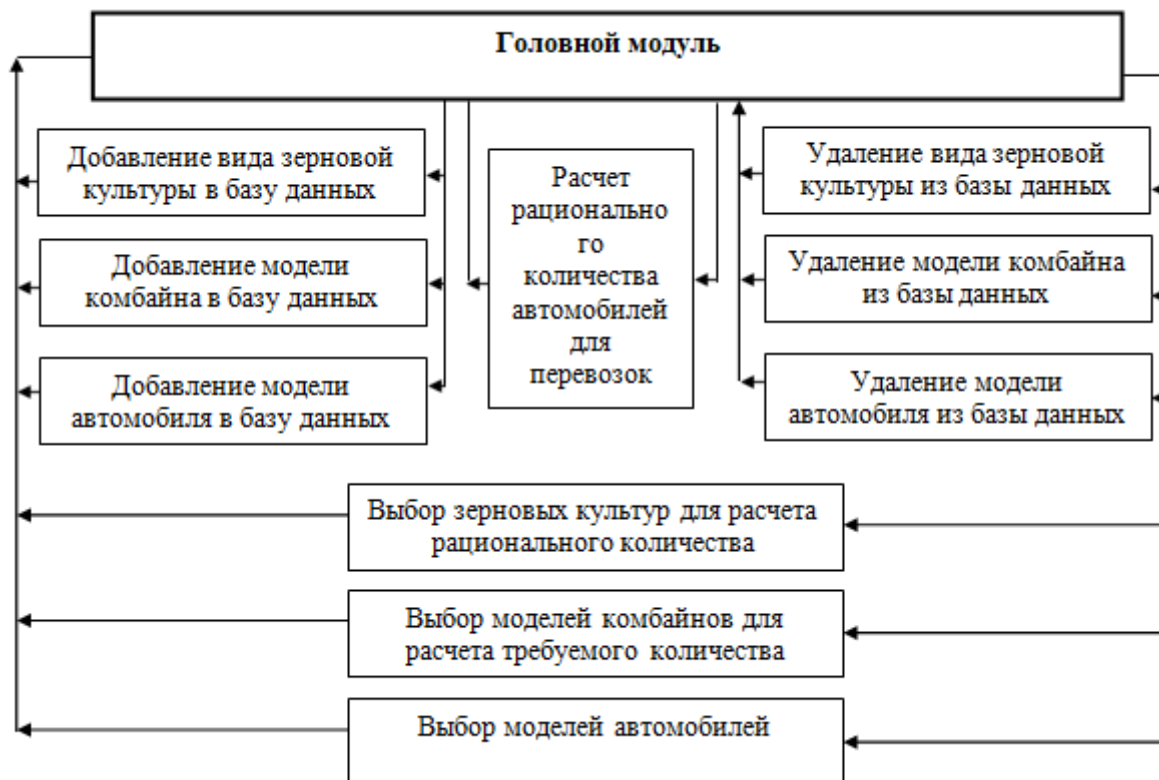 Головной модуль
Добавление вида зерновой
культуры в базу данных
Добавление модели
комбайна в базу данных
Добавление модели
автомобиля в базу данных
Расчет
рационально
го
количества
автомобилей
для
перевозок
Удаление вида зерновой
культуры из базы данных
Удаление модели комбайна
из базы данных
Удаление модели
автомобиля из базы данных
Выбор зерновых культур для расчета
рационального количества
Выбор моделей комбайнов для
расчета требуемого количества
Выбор моделей автомобилей